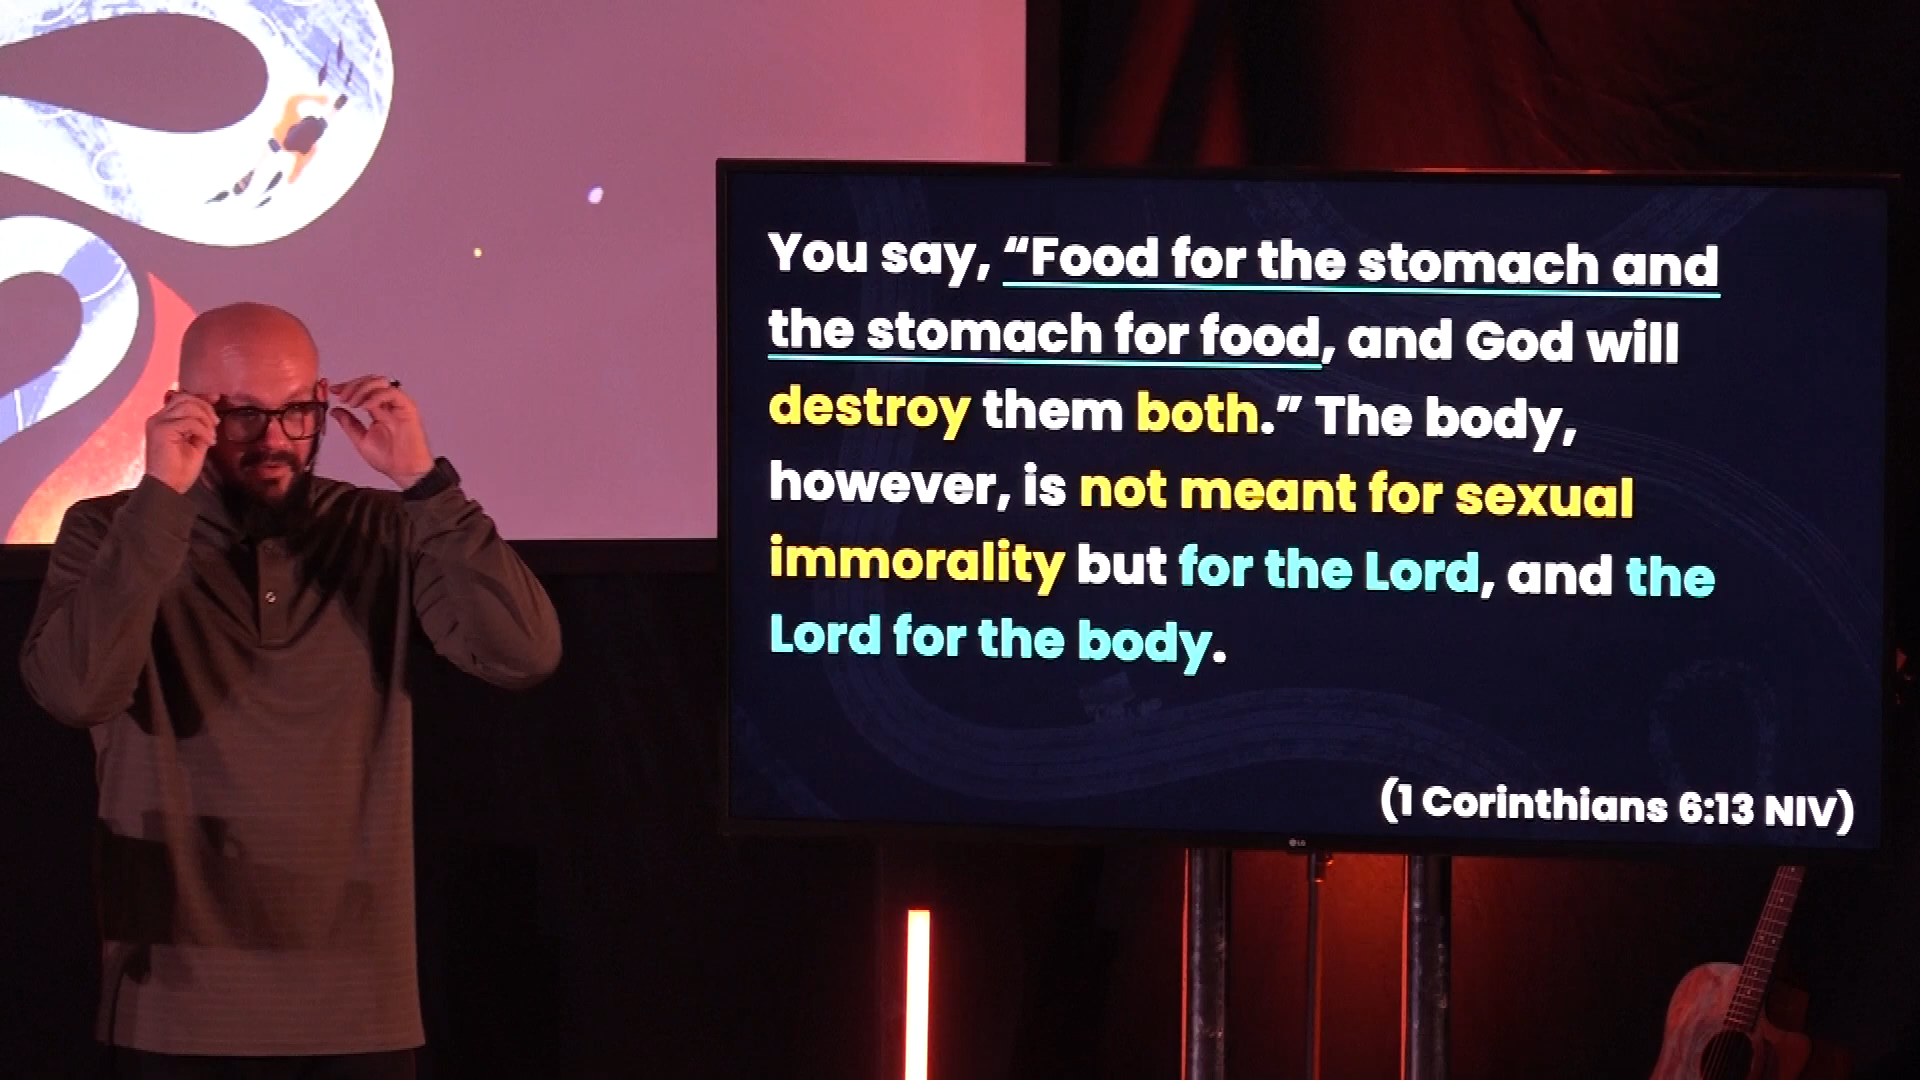 You say, “Food for the stomach and
the stomach for food, and God will
destroy them both.” The body,
however, is not meant for sexual
immorality but for the Lord, and the
Lord for the body.
(1 Corinthians 6:13 NIV)
LG